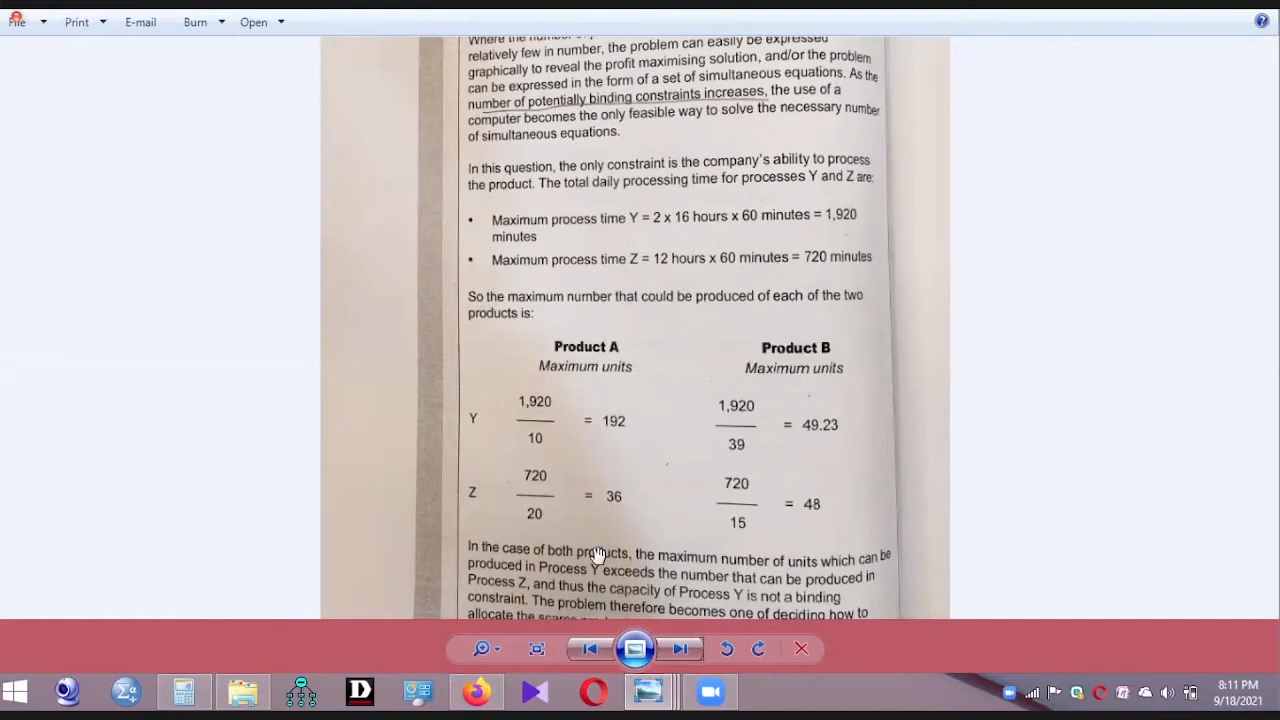 File Print E-mail Burn Open
Where the number
relatively few in number, the problem can easily be expressed
graphically to reveal the profit maximising solution, and/or the problem
can be expressed in the form of a set of simultaneous equations. As the
number of potentially binding constraints increases, the use of a
computer becomes the only feasible way to solve the necessary number
of simultaneous equations.
In this question, the only constraint is the company's ability to process
the product. The total daily processing time for processes Y and Z are:
• Maximum process time Y = 2 x 16 hours x 60 minutes = 1,920
minutes
• Maximum process time Z = 12 hours x 60 minutes = 720 minutes
So the maximum number that could be produced of each of the two
products is:
Product A Product B
Maximum units Maximum units
1,920 1,920
Y = 192 = 49.23
10 39
720 720
Z = 36 = 48
20 15
In the case of both products, the maximum number of units which can be
produced in Process Y exceeds the number that can be produced in
Process Z, and thus the capacity of Process Y is not a binding
constraint. The problem therefore becomes one of deciding how to
allocate the
8:11 PM
9/18/2021